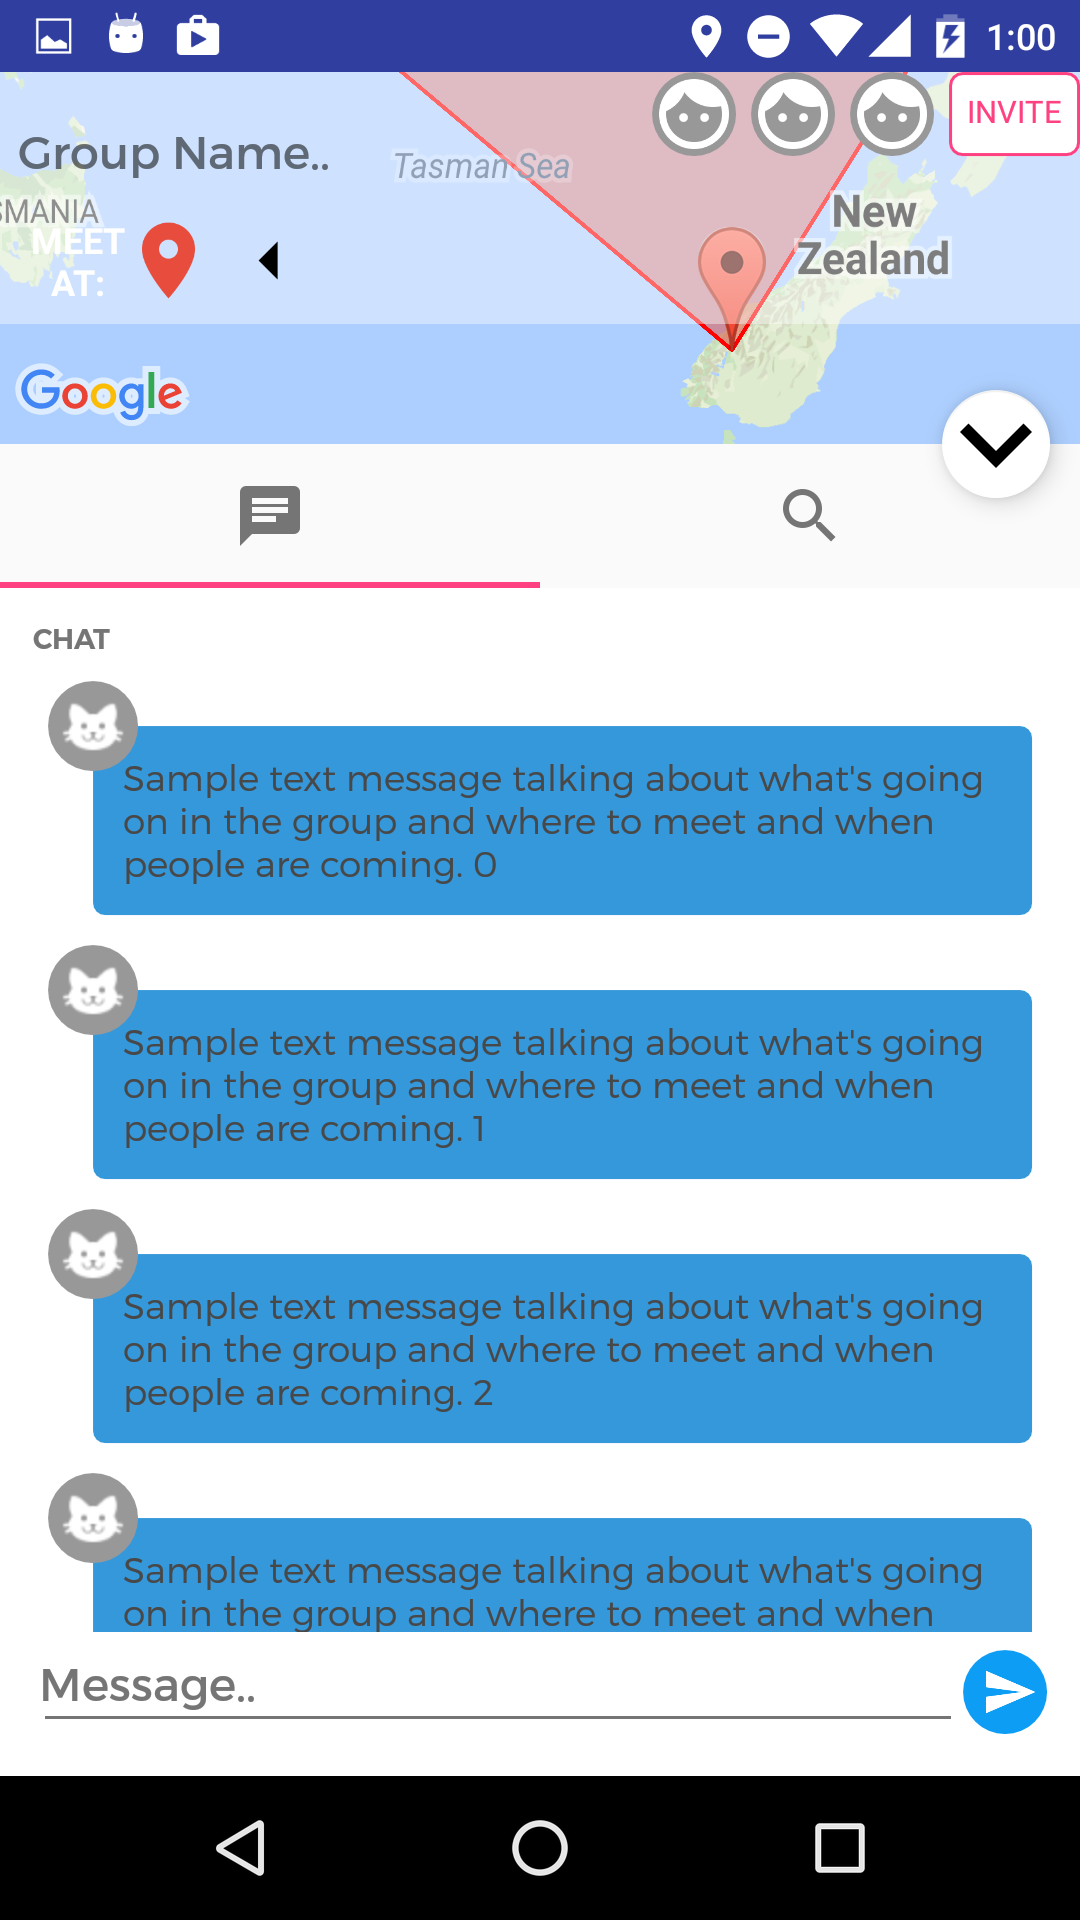 1:00
Group Name..
Tasman Sea
INVITE
SMANIA
New
Zealand
MEET
AT:
Google
CHAT
Sample text message talking about what's going
on in the group and where to meet and when
people are coming. 0
Sample text message talking about what's going
on in the group and where to meet and when
people are coming. 1
Sample text message talking about what's going
on in the group and where to meet and when
people are coming. 2
Sample text message talking about what's going
on in the group and where to meet and when
Message..